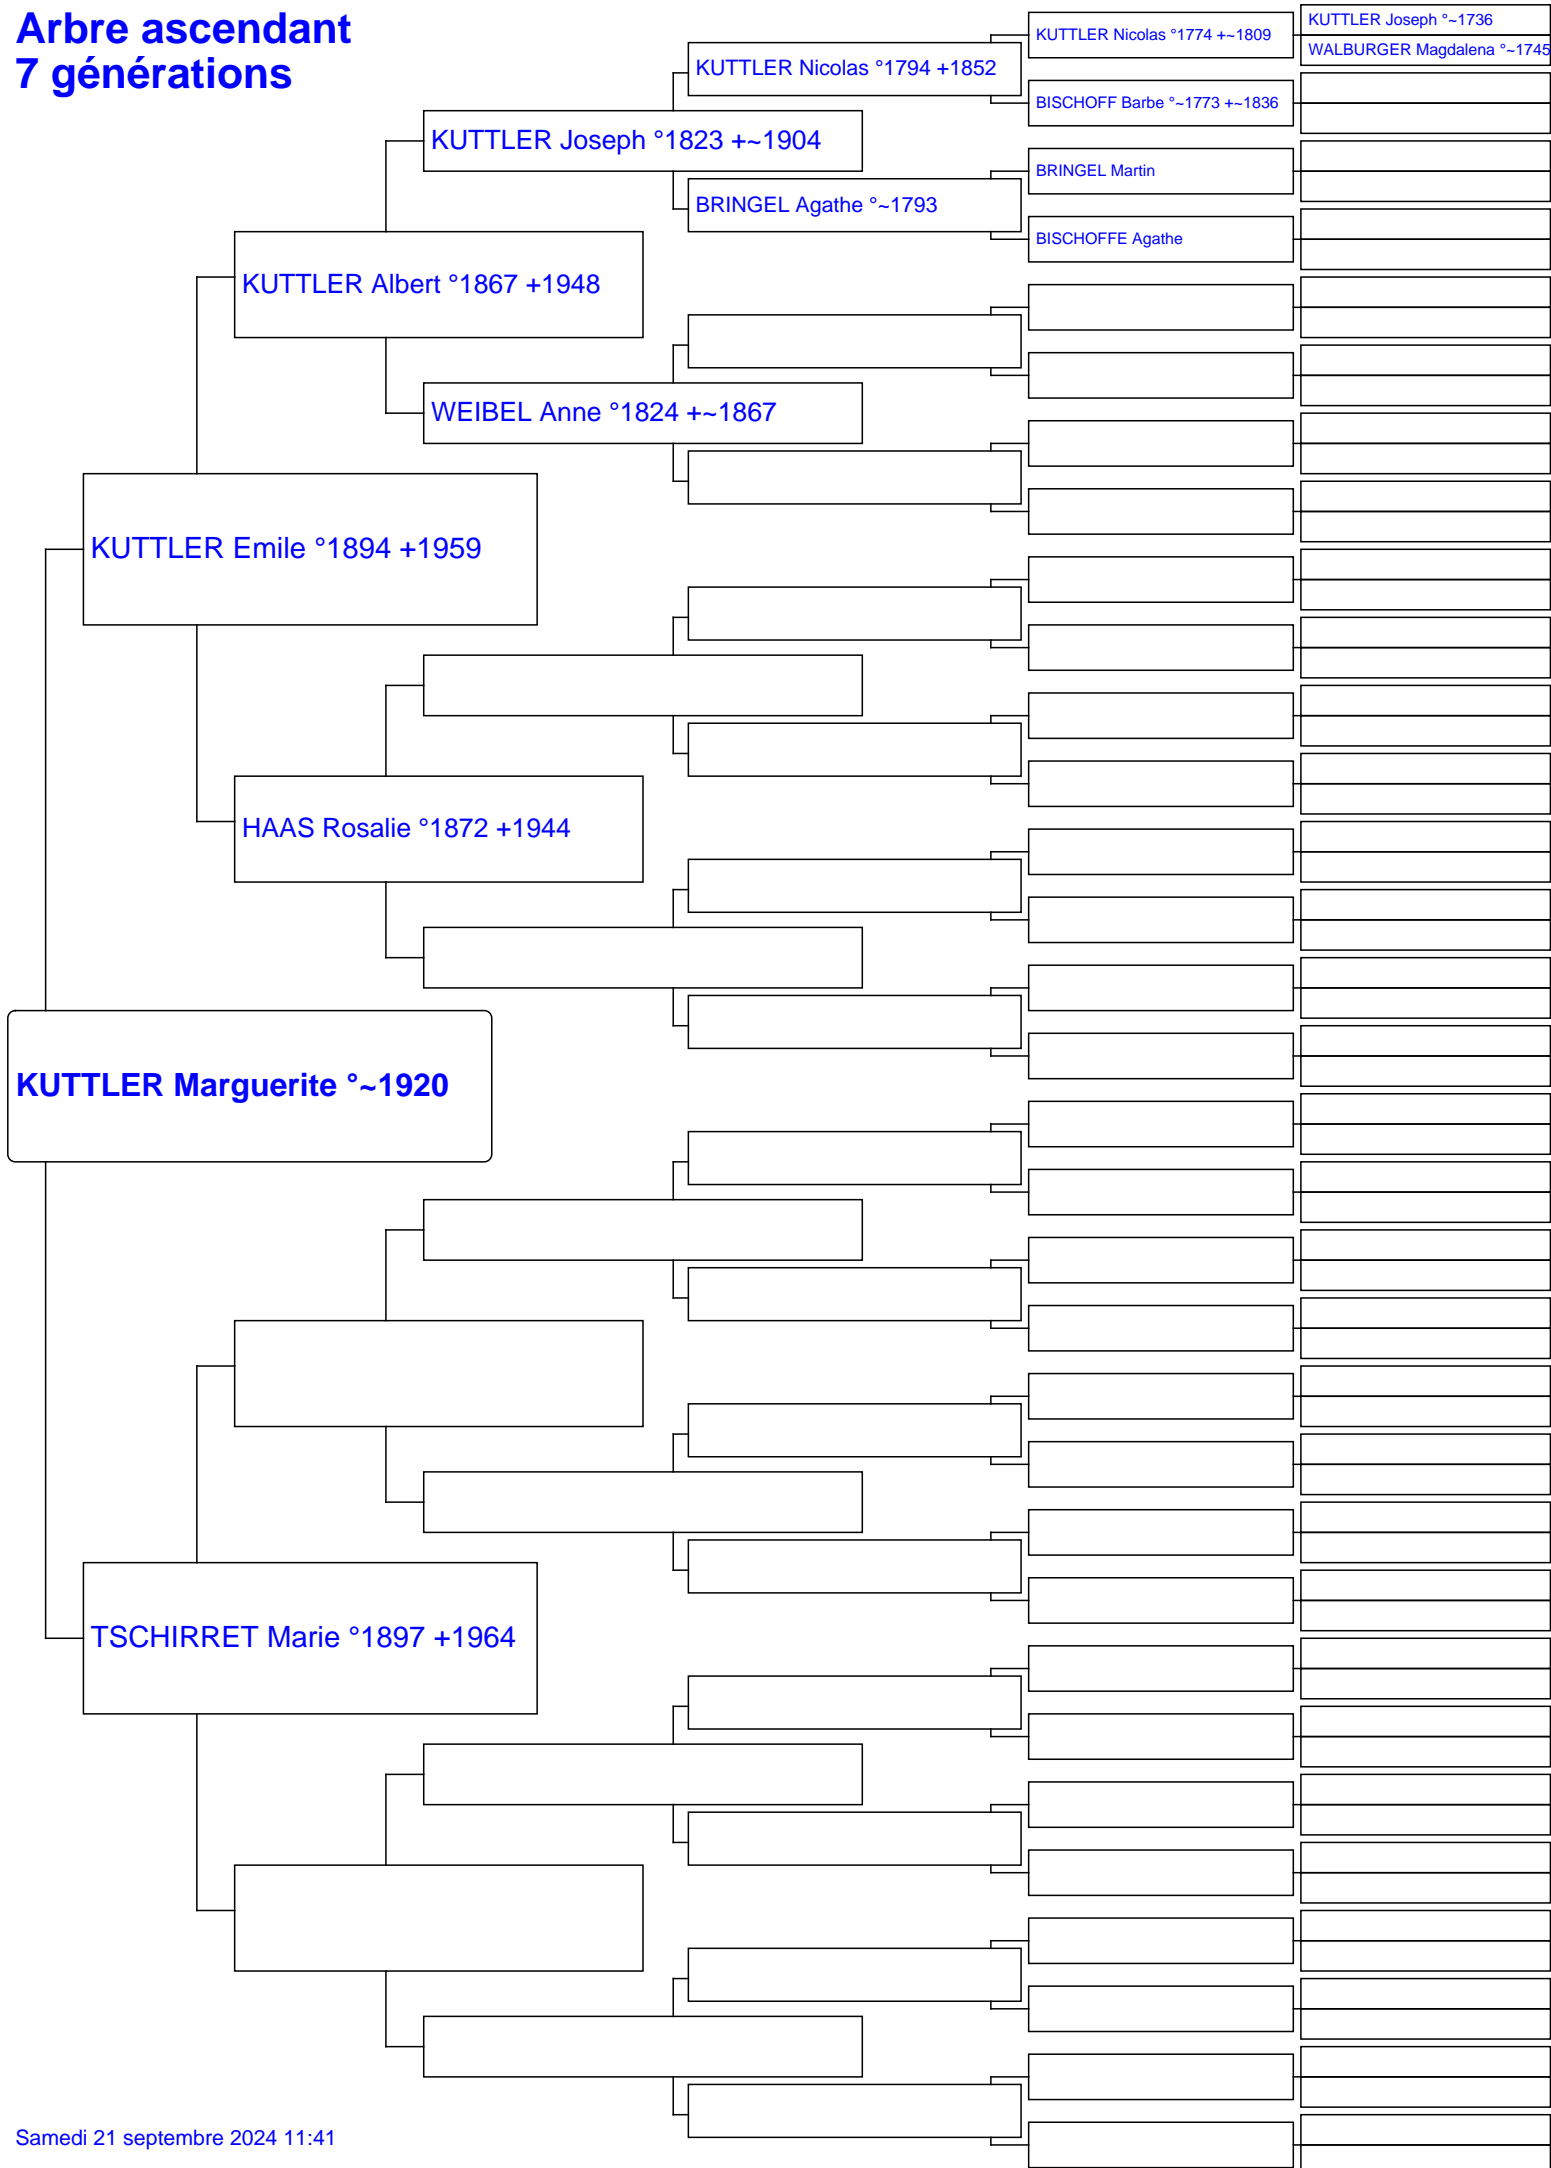 Arbre ascendant
7 générations
KUTTLER Joseph °~1736
KUTTLER Nicolas °1774 +~1809
WALBURGER Magdalena °~1745
KUTTLER Nicolas °1794 +1852
BISCHOFF Barbe °~1773 +~1836
KUTTLER Joseph °1823 +~1904
BRINGEL Martin
BRINGEL Agathe °~1793
BISCHOFFE Agathe
KUTTLER Albert °1867 +1948
WEIBEL Anne °1824 +~1867
KUTTLER Emile °1894 +1959
HAAS Rosalie °1872 +1944
KUTTLER Marguerite °~1920
TSCHIRRET Marie °1897 +1964
Samedi 21 septembre 2024 11:41